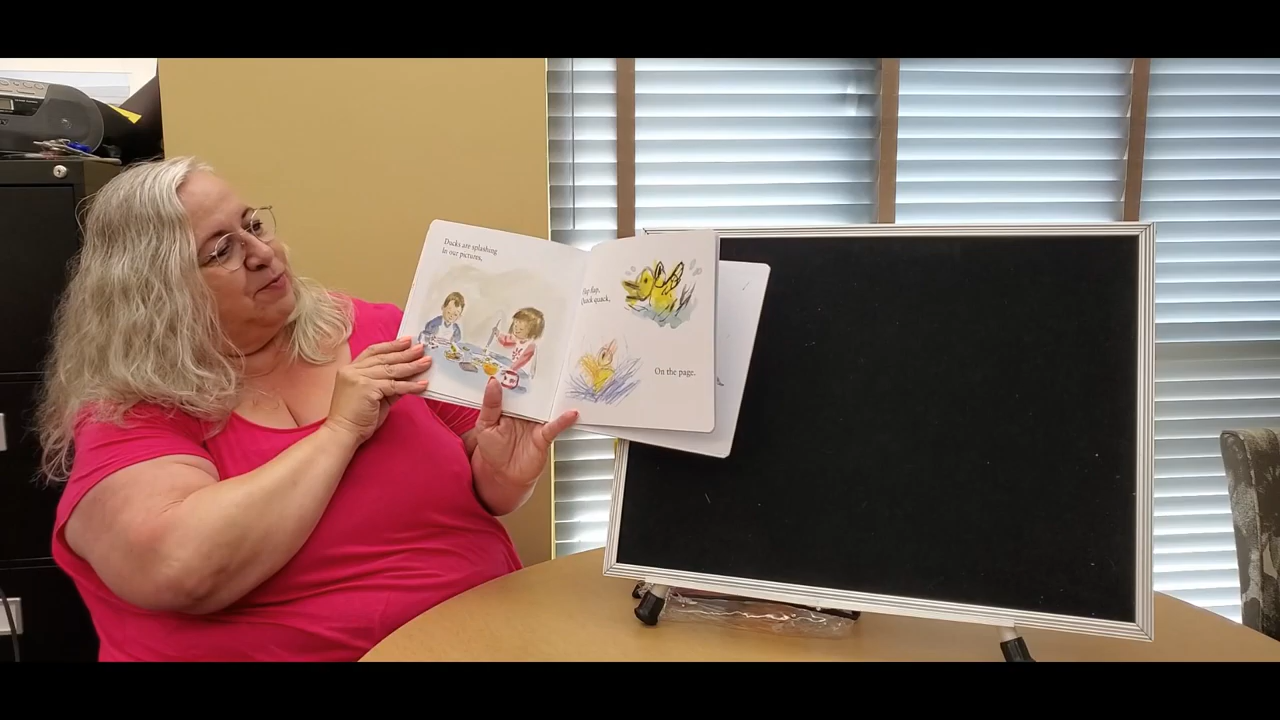 Ducks are splashing
in our pictures,
flap flap,
quack quack,
On the page.